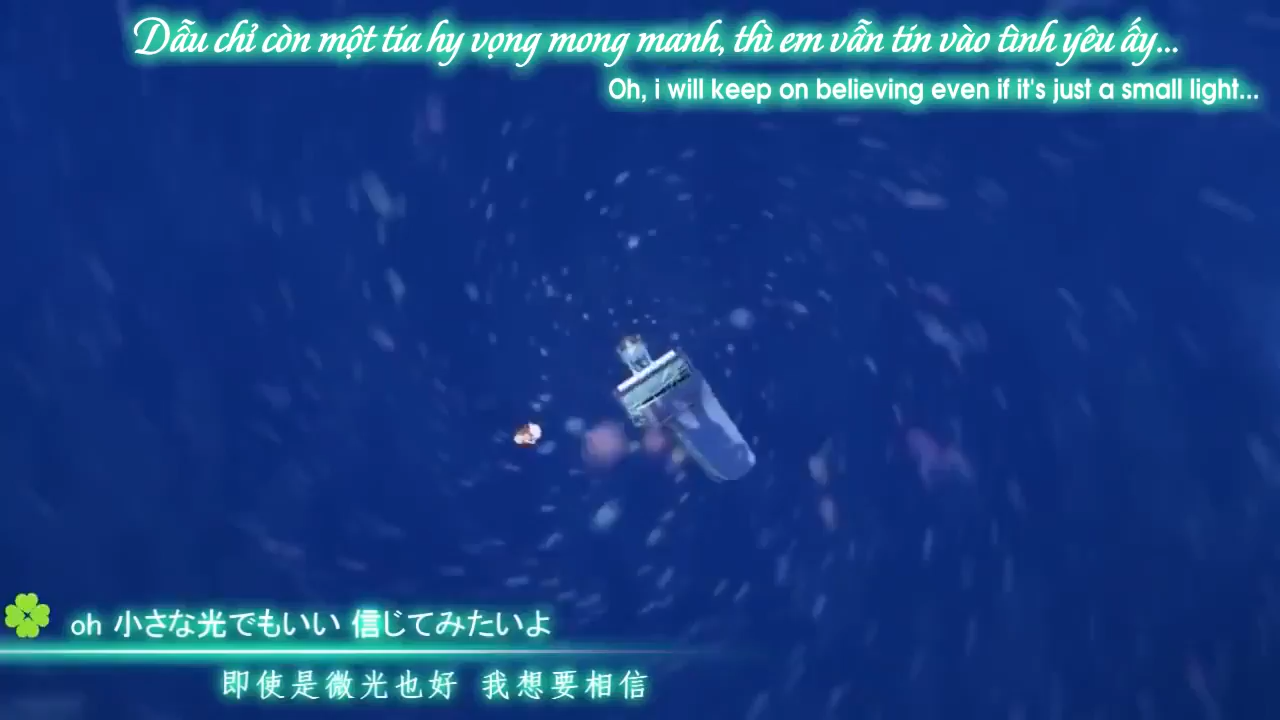 Dẫu chỉ còn một tia hy vọng mong manh, thì em vẫn tin vào tình yêu ấy...
Oh, i will keep on believing even if it's just a small light...
oh 小さな光でもいい 信じてみたいよ
即使是微光也好 我想要相信